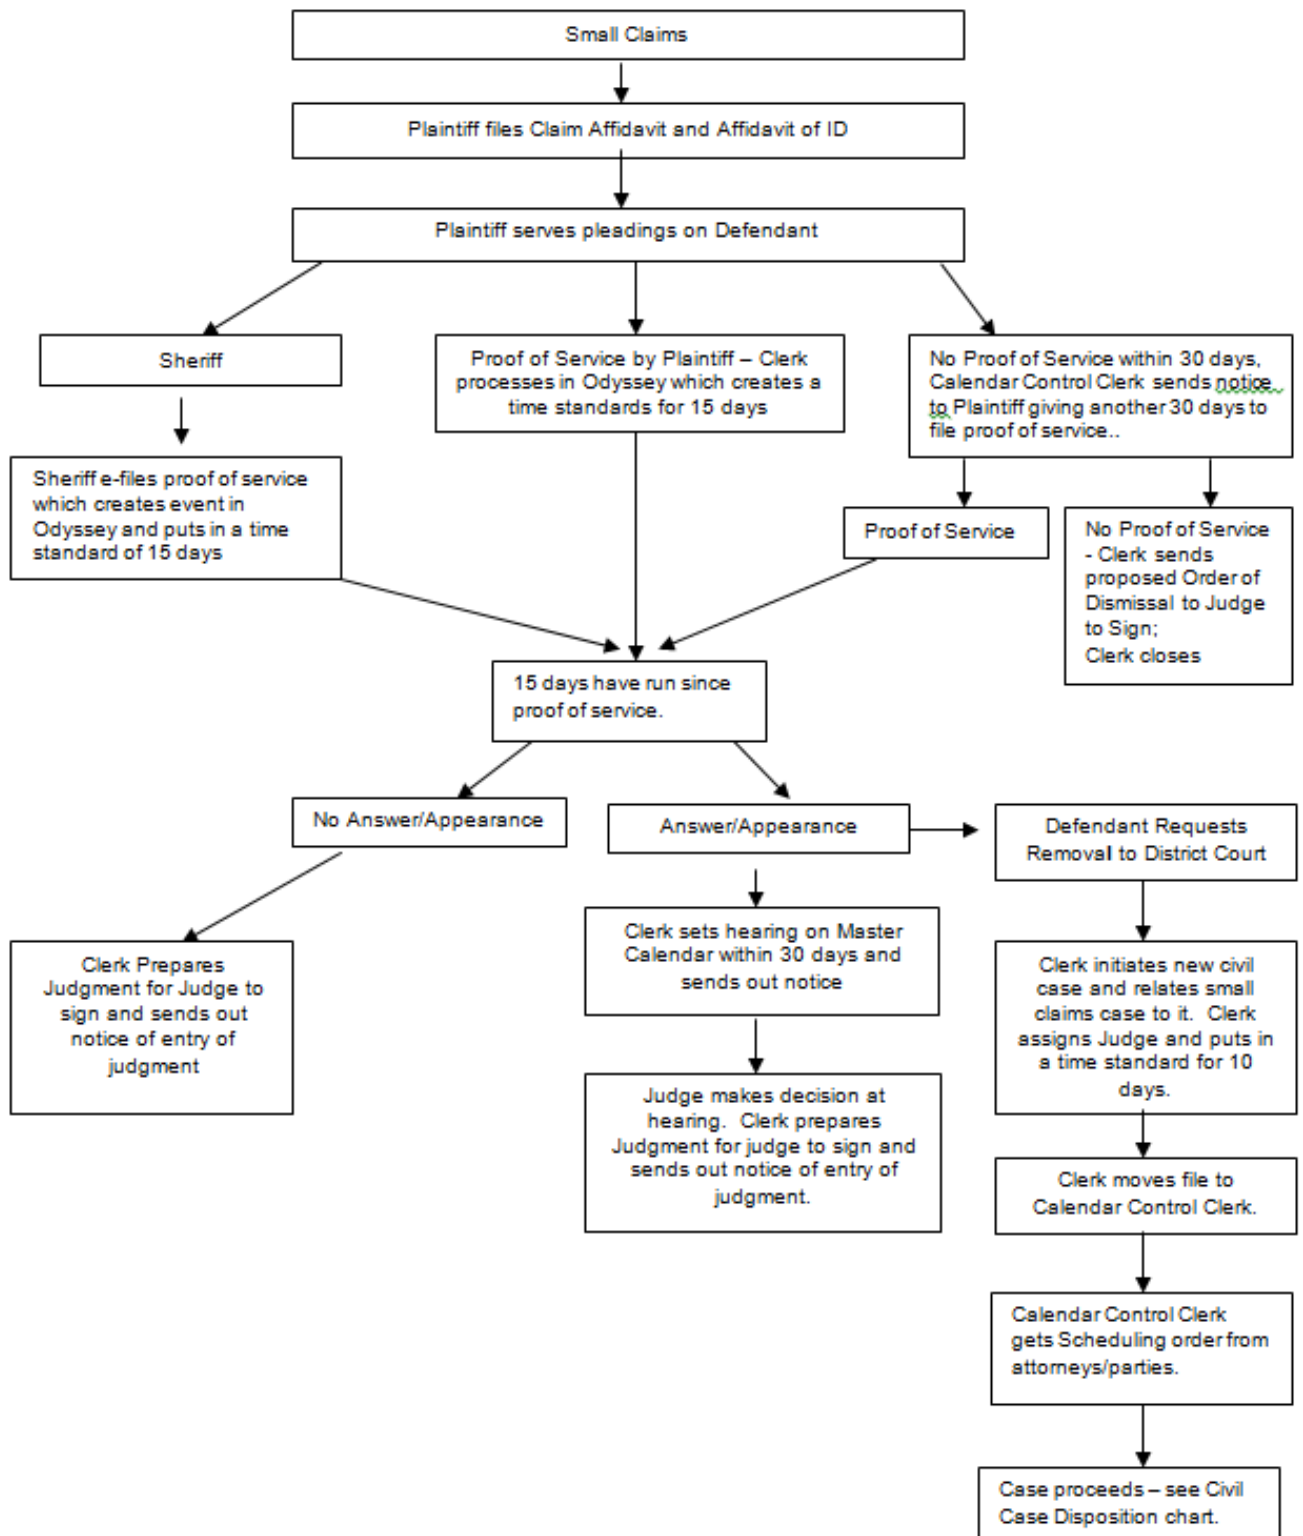 Small Claims
Plaintiff files Claim Affidavit and Affidavit of ID
Plaintiff serves pleadings on Defendant
Sheriff
Proof of Service by Plaintiff – Clerk
processes in Odyssey which creates a
time standards for 15 days
No Proof of Service within 30 days,
Calendar Control Clerk sends notice
to Plaintiff giving another 30 days to
file proof of service..
Sheriff e-files proof of service
which creates event in
Odyssey and puts in a time
standard of 15 days
Proof of Service
No Proof of Service
- Clerk sends
proposed Order of
Dismissal to Judge
to Sign;
Clerk closes
15 days have run since
proof of service.
No Answer/Appearance
Answer/Appearance
Defendant Requests
Removal to District Court
Clerk Prepares
Judgment for Judge to
sign and sends out
notice of entry of
judgment
Clerk sets hearing on Master
Calendar within 30 days and
sends out notice
Clerk initiates new civil
case and relates small
claims case to it.  Clerk
assigns Judge and puts in
a time standard for 10
days.
Judge makes decision at
hearing.  Clerk prepares
Judgment for judge to sign and
sends out notice of entry of
judgment.
Clerk moves file to
Calendar Control Clerk.
Calendar Control Clerk
gets Scheduling order from
attorneys/parties.
Case proceeds – see Civil
Case Disposition chart.